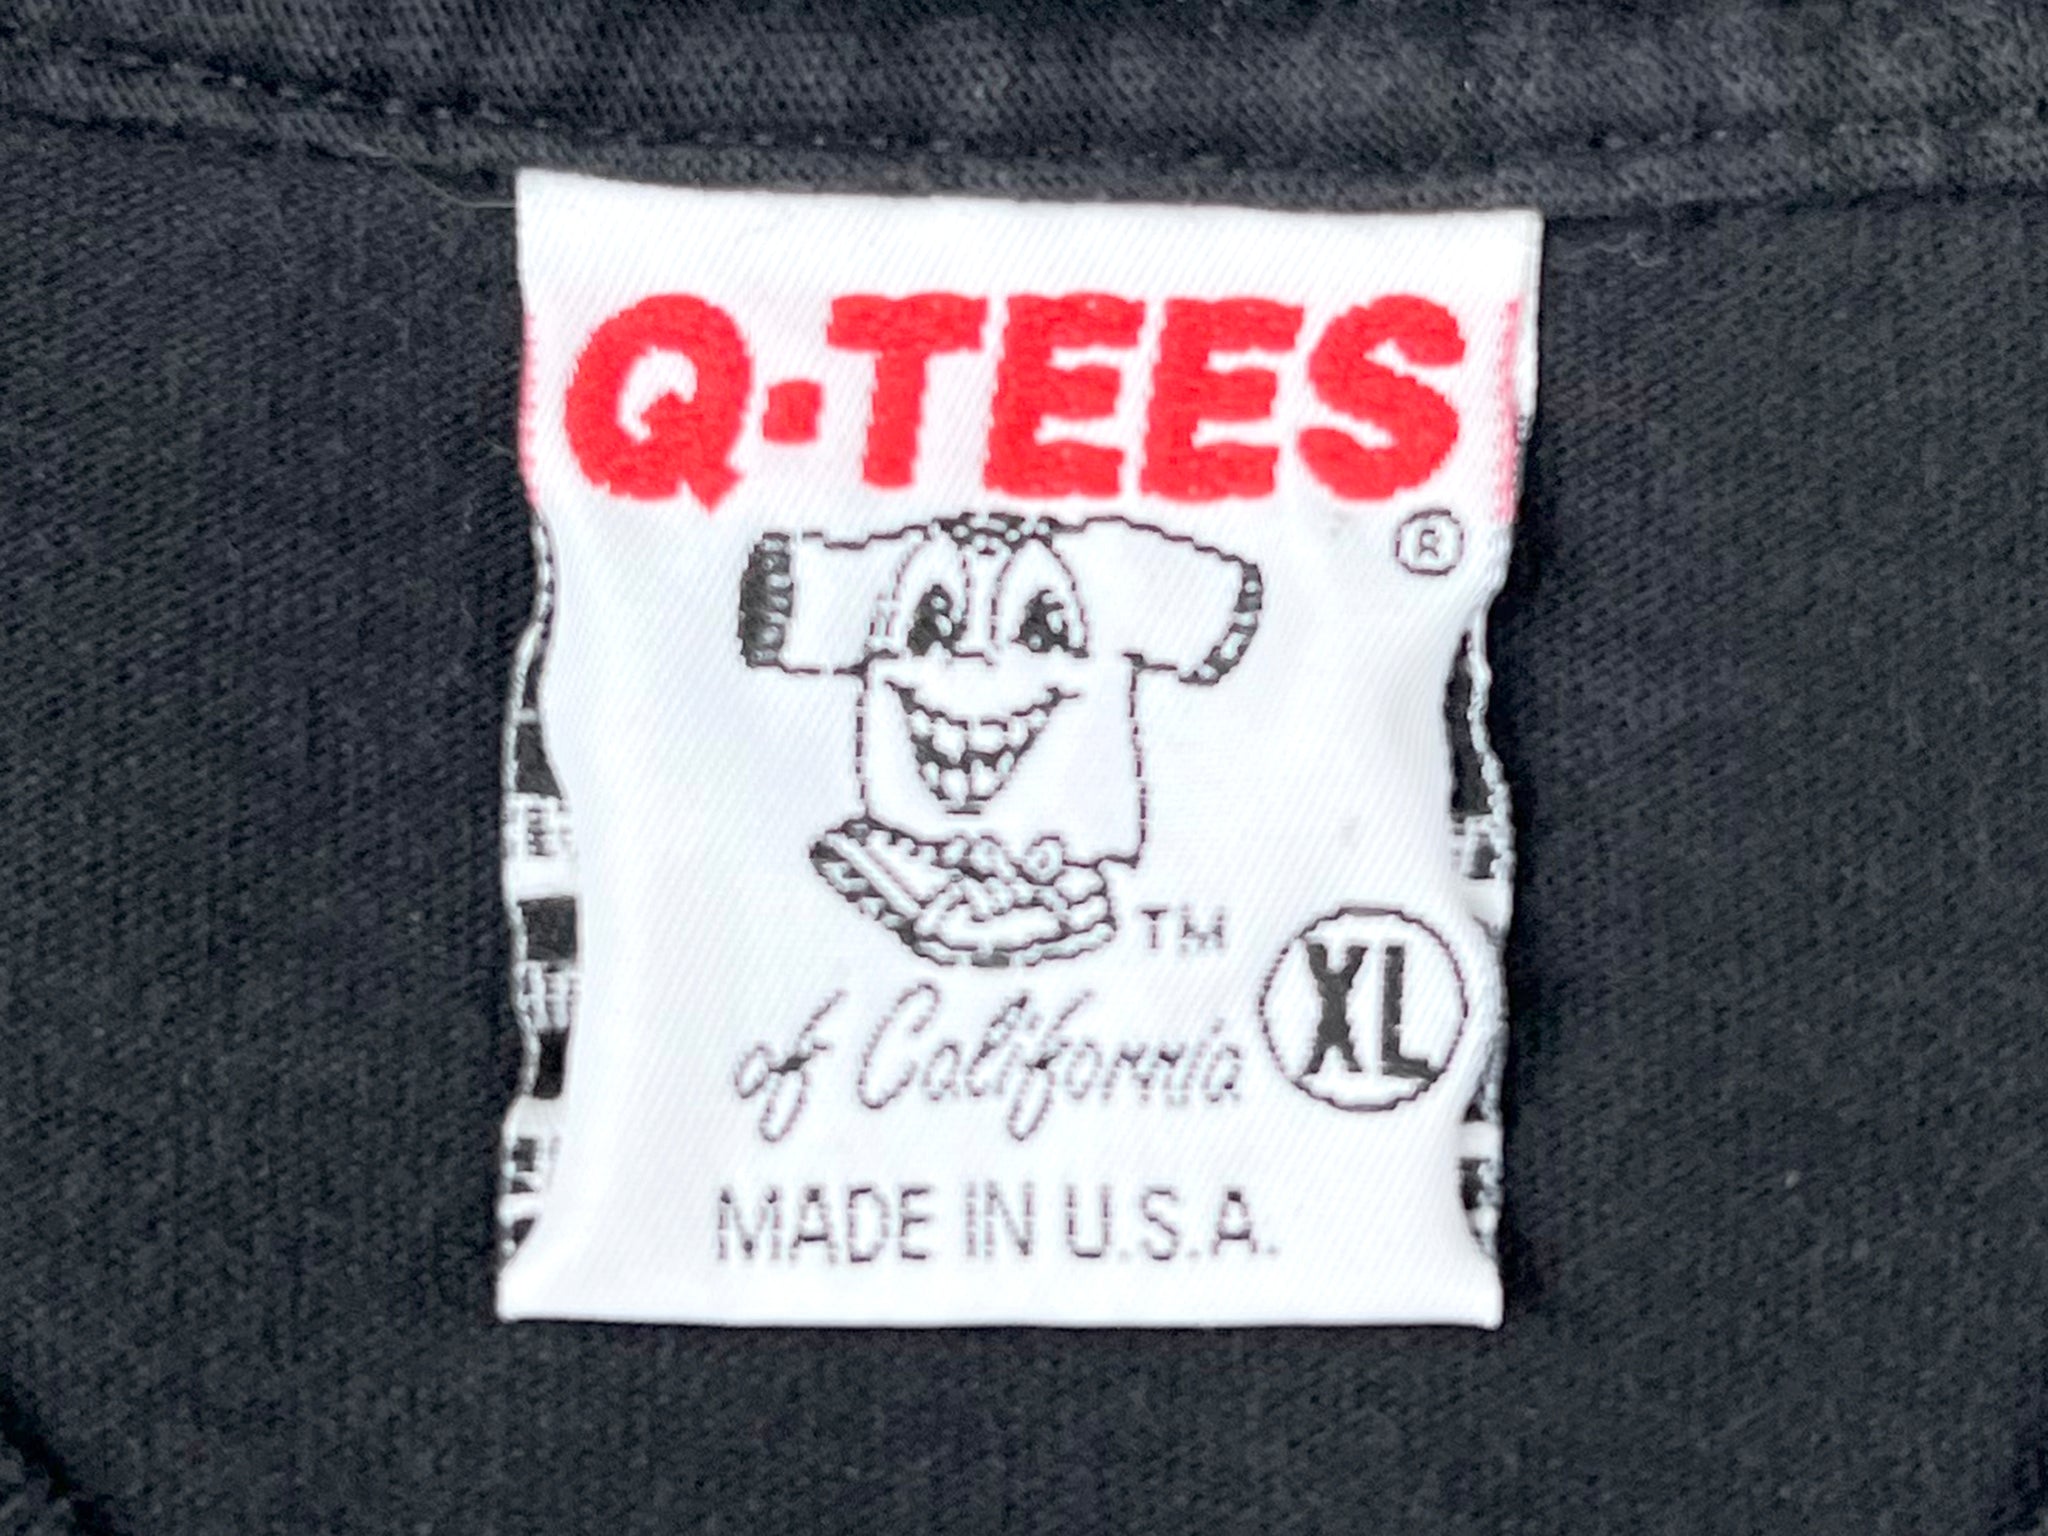 Q-TEES
®
TM
of California
XL
MADE IN U.S.A.